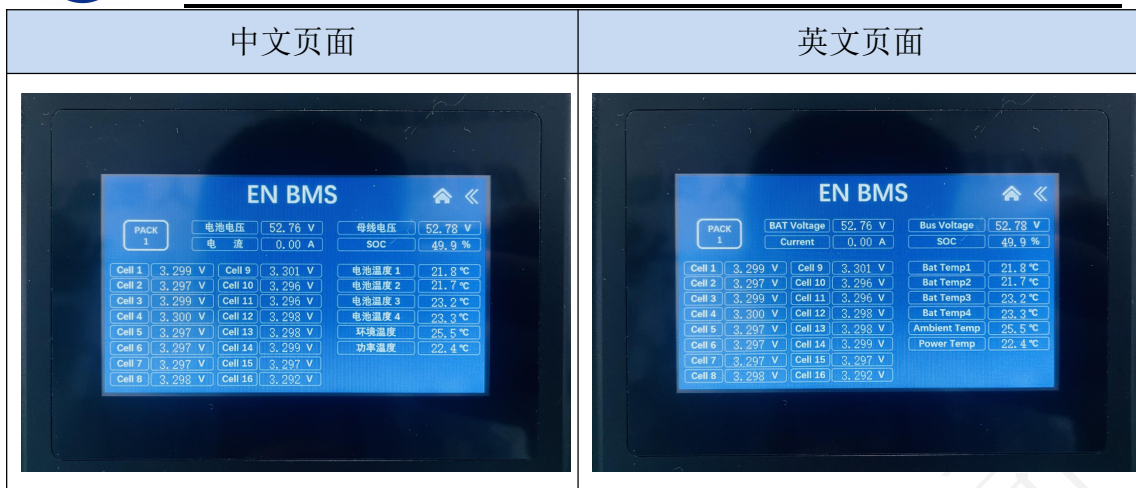 中文页面
英文页面
EN BMS
PACK 1
电池电压 52.76 V 母线电压 52.78 V
电 流 0.00 A SOC 49.9 %
Cell 1 3.299 V Cell 9 3.301 V 电池温度 1 21.8 ℃
Cell 2 3.297 V Cell 10 3.296 V 电池温度 2 21.7 ℃
Cell 3 3.299 V Cell 11 3.296 V 电池温度 3 23.2 ℃
Cell 4 3.300 V Cell 12 3.298 V 电池温度 4 23.3 ℃
Cell 5 3.297 V Cell 13 3.298 V 环境温度 25.5 ℃
Cell 6 3.297 V Cell 14 3.299 V 功率温度 22.4 ℃
Cell 7 3.297 V Cell 15 3.297 V
Cell 8 3.298 V Cell 16 3.292 V
EN BMS
PACK 1
BAT Voltage 52.76 V Bus Voltage 52.78 V
Current 0.00 A SOC 49.9 %
Cell 1 3.299 V Cell 9 3.301 V Bat Temp1 21.8 ℃
Cell 2 3.297 V Cell 10 3.296 V Bat Temp2 21.7 ℃
Cell 3 3.299 V Cell 11 3.296 V Bat Temp3 23.2 ℃
Cell 4 3.300 V Cell 12 3.298 V Bat Temp4 23.3 ℃
Cell 5 3.297 V Cell 13 3.298 V Ambient Temp 25.5 ℃
Cell 6 3.297 V Cell 14 3.299 V Power Temp 22.4 ℃
Cell 7 3.297 V Cell 15 3.297 V
Cell 8 3.298 V Cell 16 3.292 V